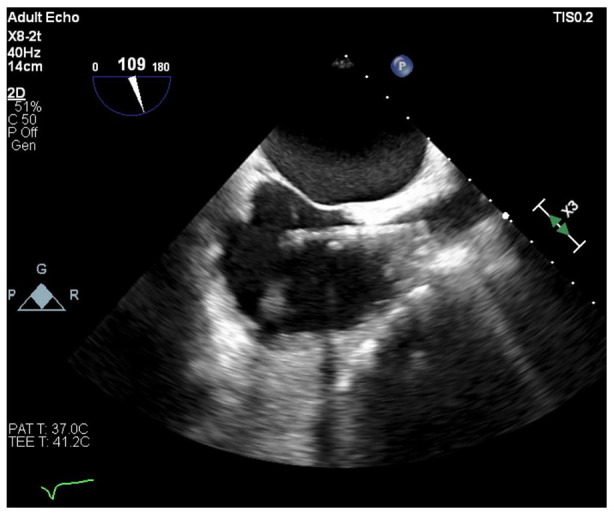 Adult Echo
TIS0.2
X8-2t
40Hz
14cm
0 109 180
P
2D
51%
C 50
P Off
Gen
X3
G
P R
PAT T: 37.0C
TEE T: 41.2C